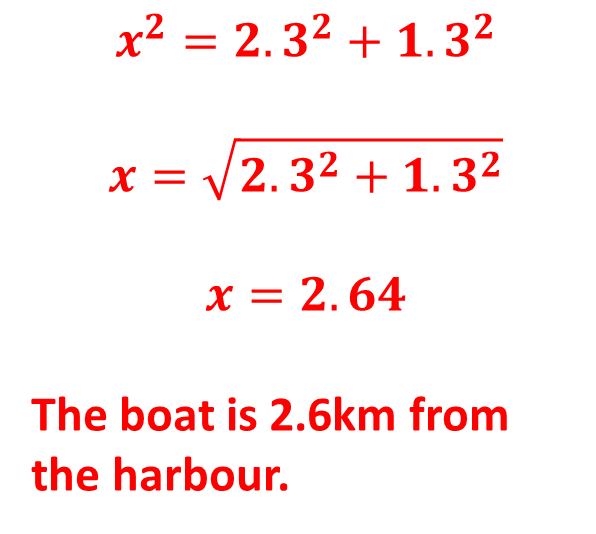 x² = 2.3² + 1.3²
x = √2.3² + 1.3²
x = 2.64
The boat is 2.6km from
the harbour.